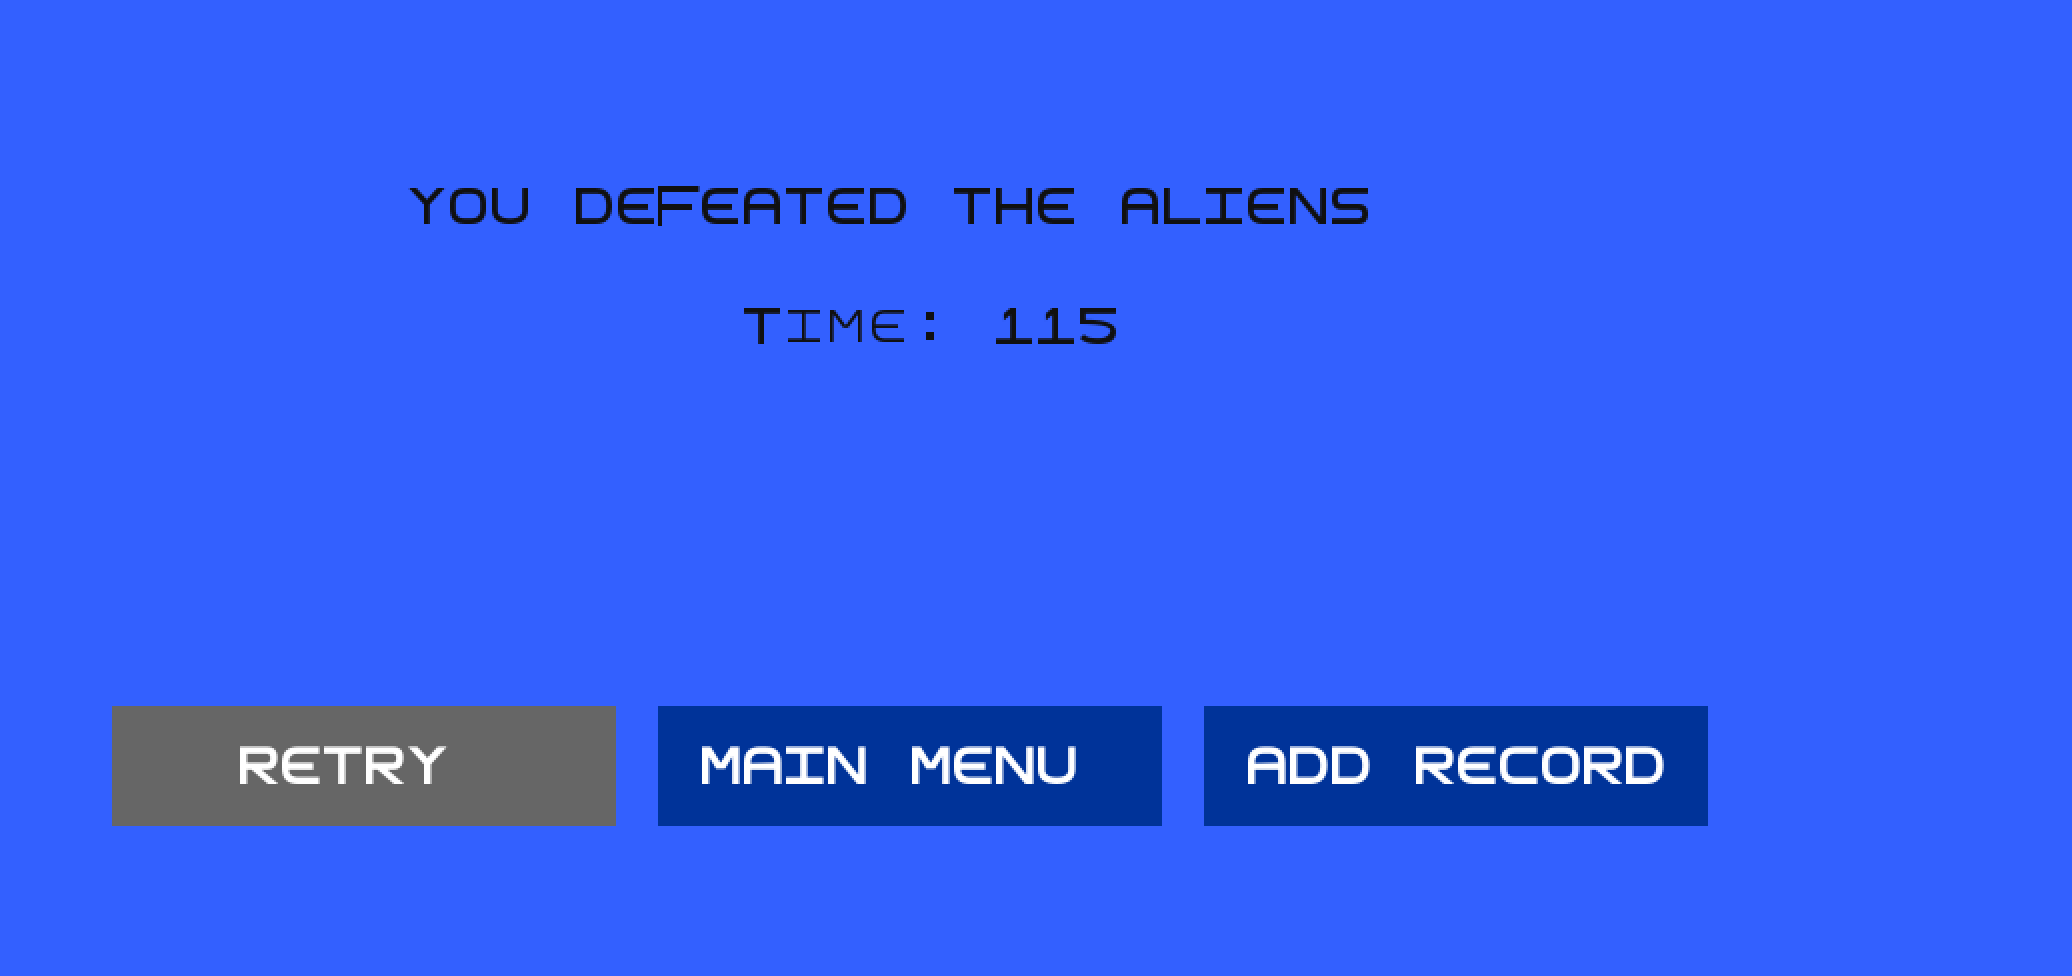 YOU DEFEATED THE ALIENS
TIME: 115
RETRY
MAIN MENU
ADD RECORD